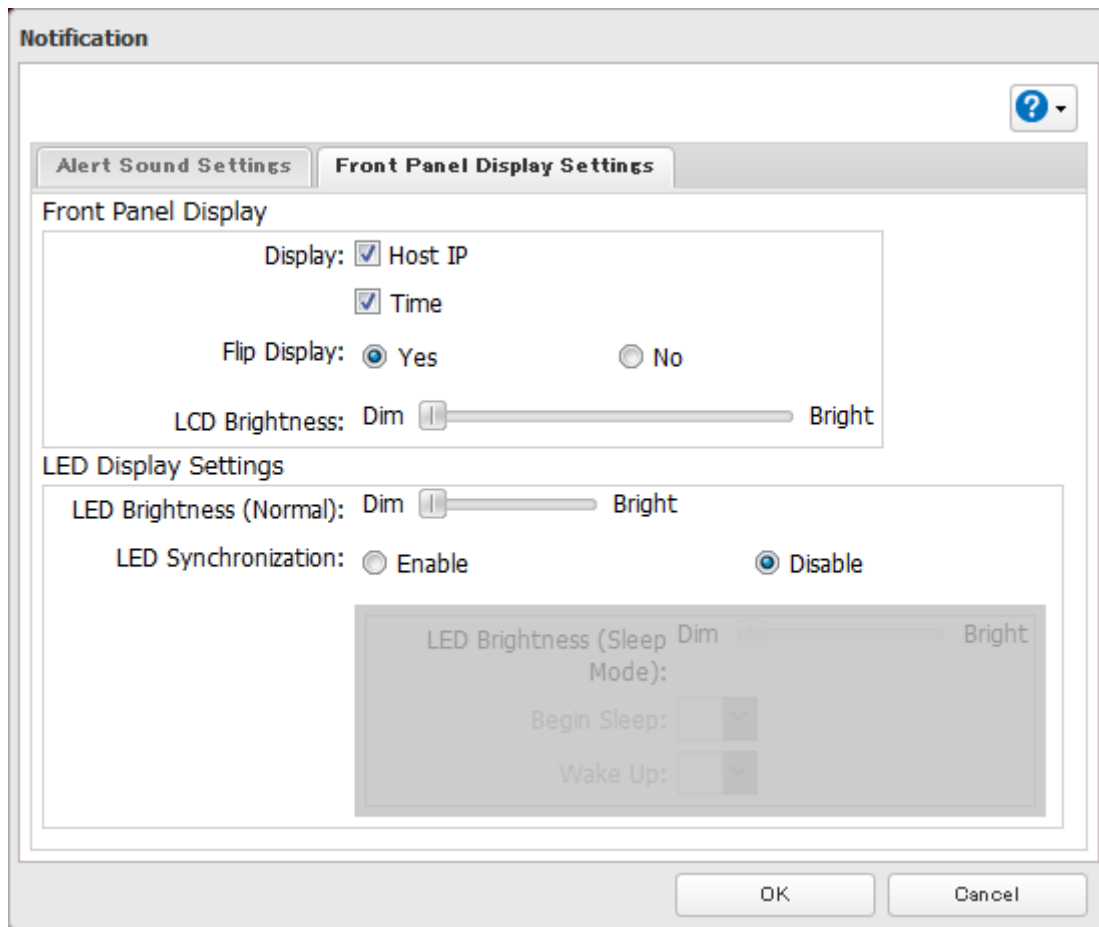 Notification
?
Alert Sound Settings Front Panel Display Settings
Front Panel Display
Display: Host IP
Time
Flip Display: Yes No
LCD Brightness: Dim Bright
LED Display Settings
LED Brightness (Normal): Dim Bright
LED Synchronization: Enable Disable
LED Brightness (Sleep Mode): Dim Bright
Begin Sleep:
Wake Up:
OK Cancel